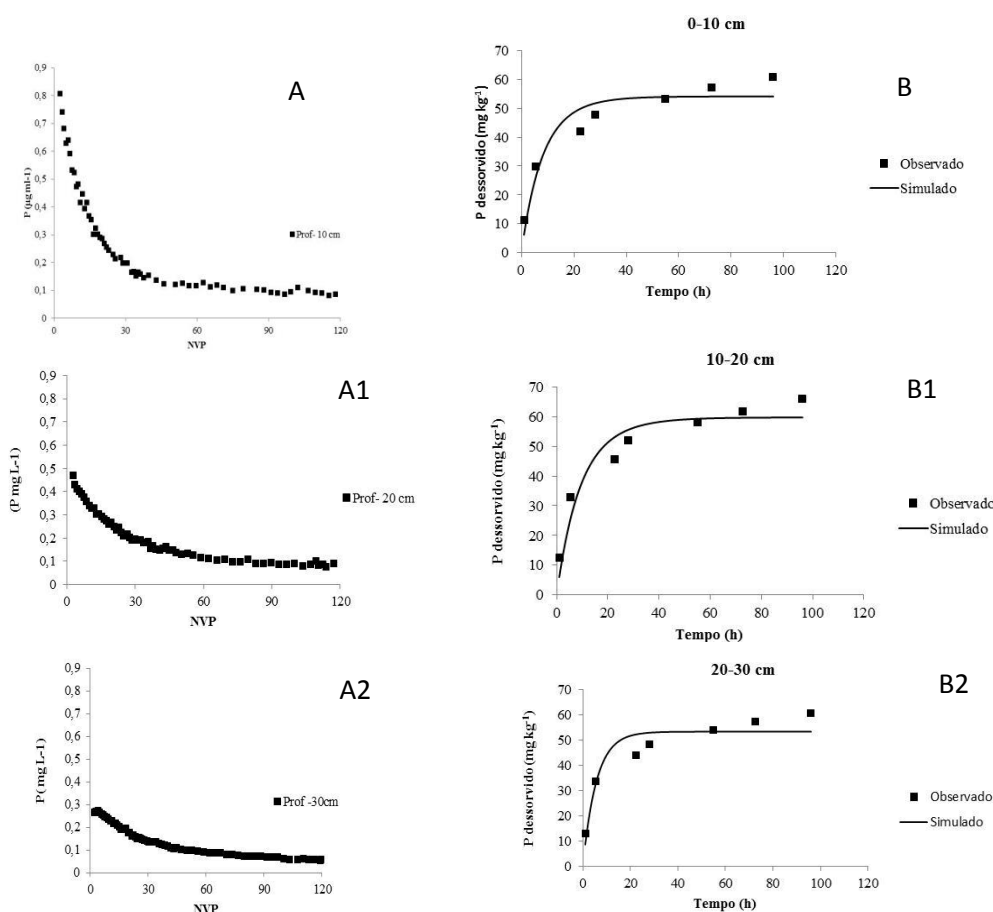 A
0,9
0,8
0,7
0,6
0,5
0,4
0,3
0,2
0,1
0
P (µg ml-1)
0 30 60 90 120
NVP
Prof- 10 cm
0-10 cm
B
70
60
50
40
30
20
10
0
P dessorvido (mg kg-1)
0 20 40 60 80 100 120
Tempo (h)
Observado
Simulado
A1
0,9
0,8
0,7
0,6
0,5
0,4
0,3
0,2
0,1
0
(P mg L-1)
0 30 60 90 120
NVP
Prof- 20 cm
10-20 cm
B1
70
60
50
40
30
20
10
0
P dessorvido (mg kg-1)
0 20 40 60 80 100 120
Tempo (h)
Observado
Simulado
A2
0,9
0,8
0,7
0,6
0,5
0,4
0,3
0,2
0,1
0
P( mg L-1)
0 30 60 90 120
NVP
Prof -30cm
20-30 cm
B2
70
60
50
40
30
20
10
0
P dessorvido (mg kg-1)
0 20 40 60 80 100 120
Tempo (h)
Observado
Simulado